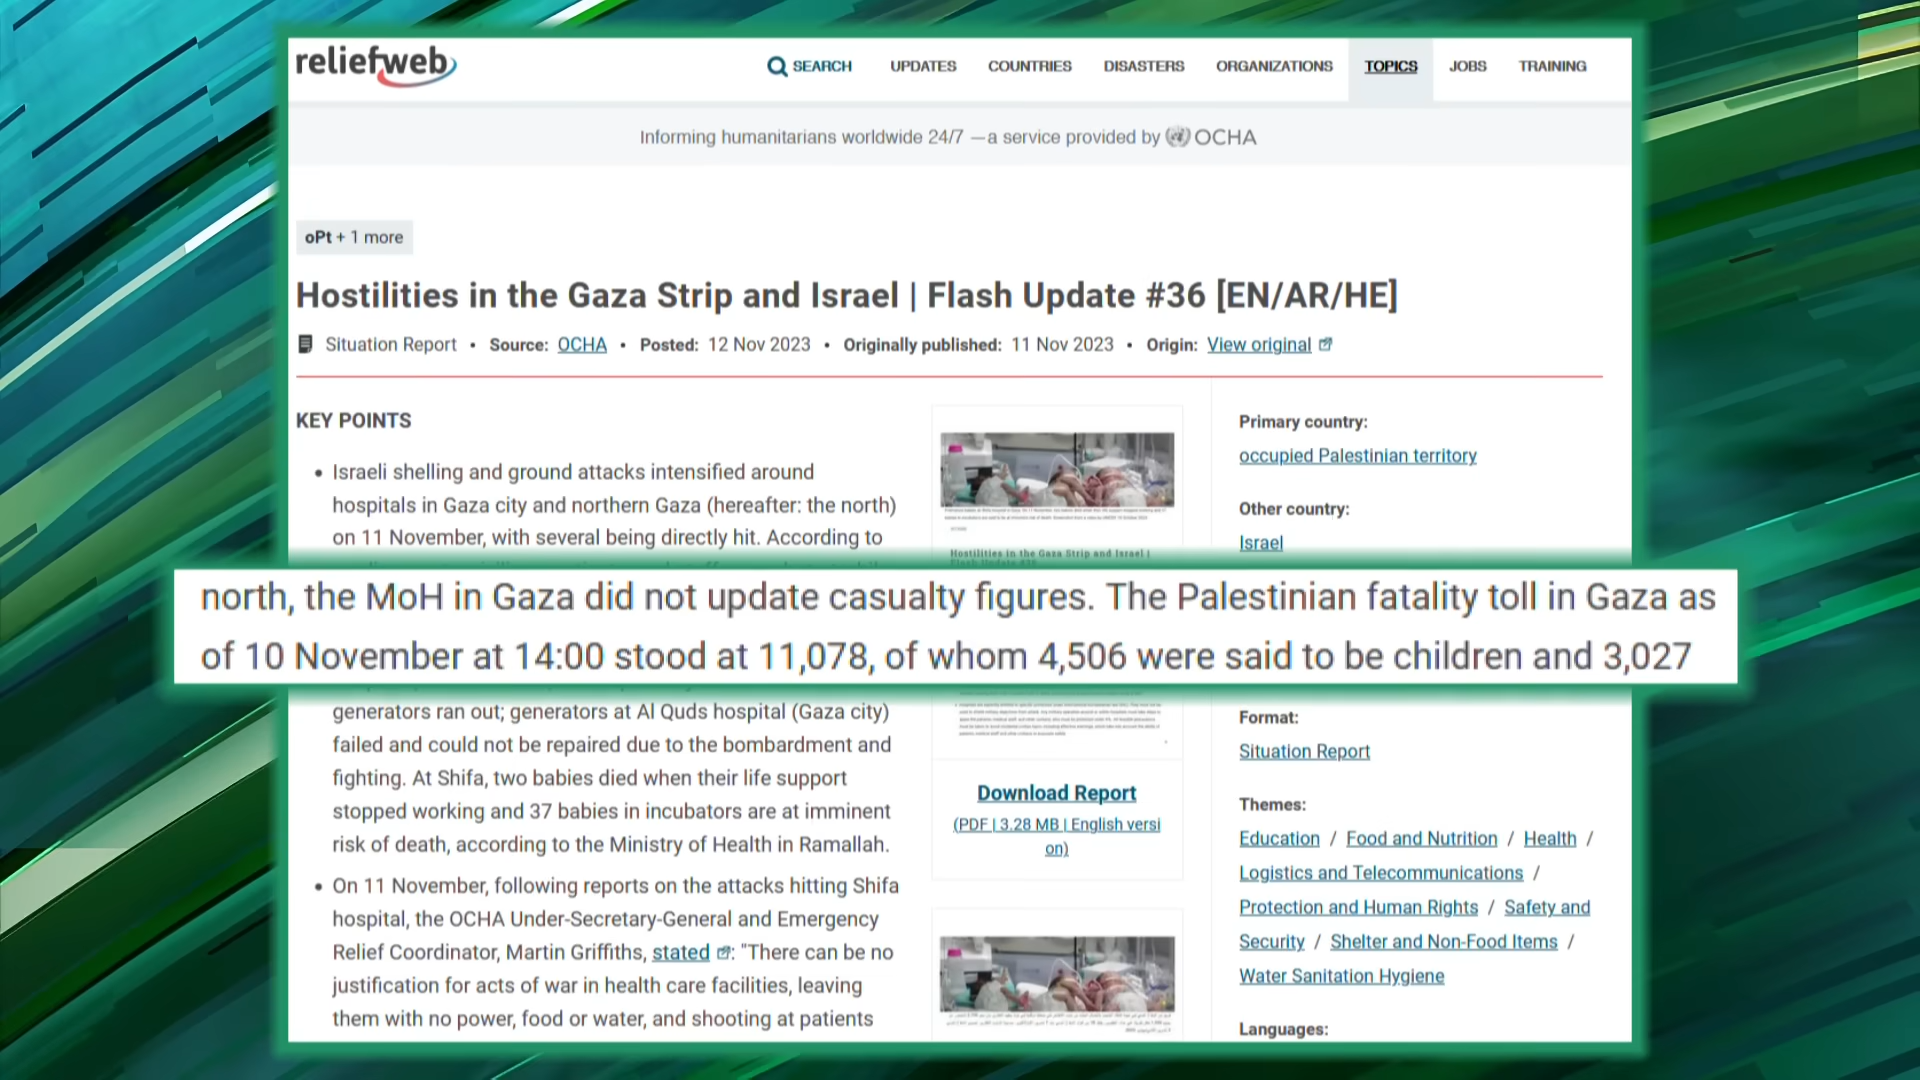 reliefweb
SEARCH UPDATES COUNTRIES DISASTERS ORGANIZATIONS TOPICS JOBS TRAINING
Informing humanitarians worldwide 24/7 — a service provided by OCHA
oPt + 1 more
Hostilities in the Gaza Strip and Israel | Flash Update #36 [EN/AR/HE]
Situation Report • Source: OCHA • Posted: 12 Nov 2023 • Originally published: 11 Nov 2023 • Origin: View original
KEY POINTS
• Israeli shelling and ground attacks intensified around
hospitals in Gaza city and northern Gaza (hereafter: the north)
on 11 November, with several being directly hit. According to
Hostilities in the Gaza Strip and Israel |
Primary country:
occupied Palestinian territory
Other country:
Israel
north, the MoH in Gaza did not update casualty figures. The Palestinian fatality toll in Gaza as
of 10 November at 14:00 stood at 11,078, of whom 4,506 were said to be children and 3,027
generators ran out; generators at Al Quds hospital (Gaza city)
failed and could not be repaired due to the bombardment and
fighting. At Shifa, two babies died when their life support
stopped working and 37 babies in incubators are at imminent
risk of death, according to the Ministry of Health in Ramallah.
• On 11 November, following reports on the attacks hitting Shifa
hospital, the OCHA Under-Secretary-General and Emergency
Relief Coordinator, Martin Griffiths, stated: "There can be no
justification for acts of war in health care facilities, leaving
them with no power, food or water, and shooting at patients
Download Report
(PDF | 3.28 MB | English versi
on)
Format:
Situation Report
Themes:
Education / Food and Nutrition / Health /
Logistics and Telecommunications /
Protection and Human Rights / Safety and
Security / Shelter and Non-Food Items /
Water Sanitation Hygiene
Languages: